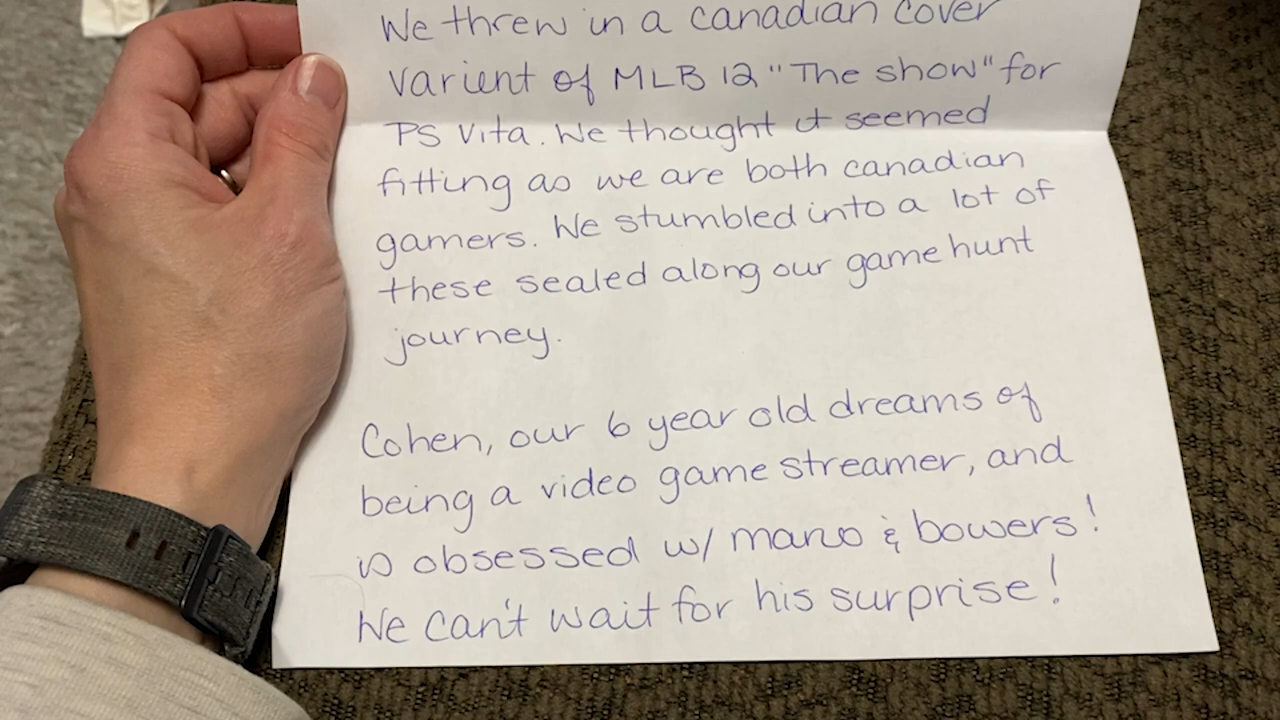 We threw in a Canadian cover
varient of MLB 12 "The show" for
PS Vita. We thought it seemed
fitting as we are both canadian
gamers. We stumbled into a lot of
these sealed along our game hunt
journey.
Cohen, our 6 year old dreams of
being a video game streamer, and
is obsessed w/ mario & bowers!
We can't wait for his surprise!